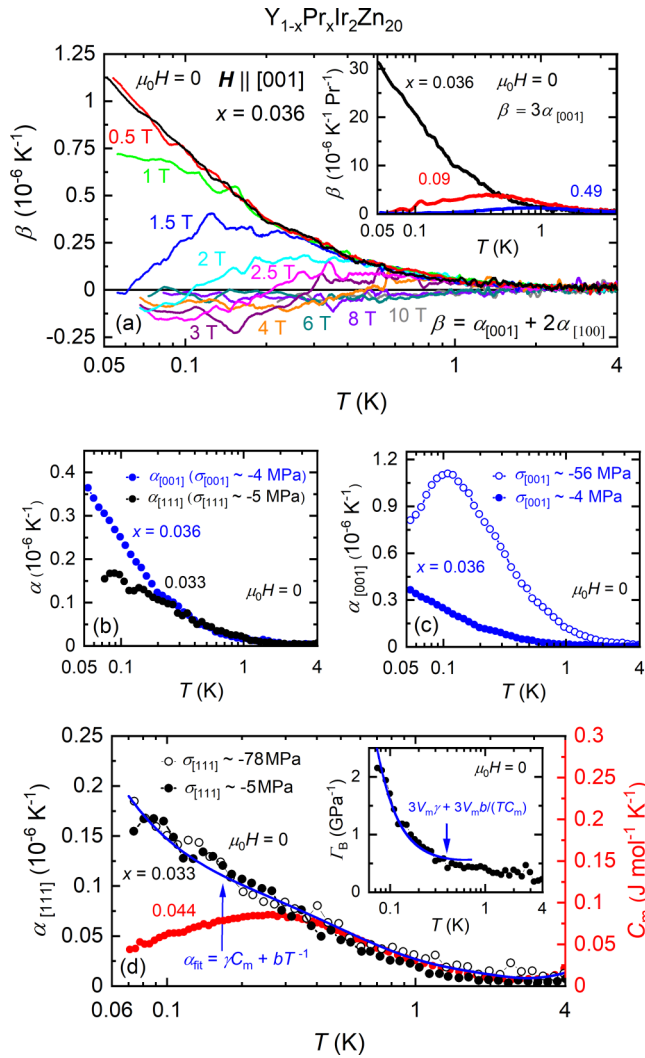 Y1-xPrxIr2Zn20
β (10-6 K-1)
1
0.75
0.5
0.25
0
-0.25
μ0H = 0
H || [001]
x = 0.036
0.5 T
1 T
1.5 T
2 T
2.5 T
3 T
4 T
6 T
8 T
10 T
(a)
β = α[001] + 2α[100]
0.05
0.1
1
4
T (K)
β (10-6 K-1 Pr-1)
30
20
10
0
x = 0.036
μ0H = 0
β = 3α[001]
0.09
0.49
0.05
0.1
1
4
T (K)
α (10-6 K-1)
0.4
0.3
0.2
0.1
0
α[001] (σ[001] ~ -4 MPa)
α[111] (σ[111] ~ -5 MPa)
x = 0.036
0.033
μ0H = 0
(b)
0.05
0.1
1
4
T (K)
α [001] (10-6 K-1)
1.2
0.9
0.6
0.3
0
σ[001] ~ -56 MPa
σ[001] ~ -4 MPa
x = 0.036
μ0H = 0
(c)
0.05
0.1
1
4
T (K)
α [111] (10-6 K-1)
0.25
0.2
0.15
0.1
0.05
0
σ[111] ~ -78MPa
σ[111] ~ -5MPa
μ0H = 0
x = 0.033
0.044
αfit = γCm + bT-1
(d)
0.06
0.1
1
4
T (K)
ΓB (GPa-1)
2
1
0
μ0H = 0
3Vmγ + 3Vmb/(TCm)
0.1
1
4
T (K)
0.3
0.25
0.2
0.15
0.1
0.05
0
Cm (J mol-1 K-1)